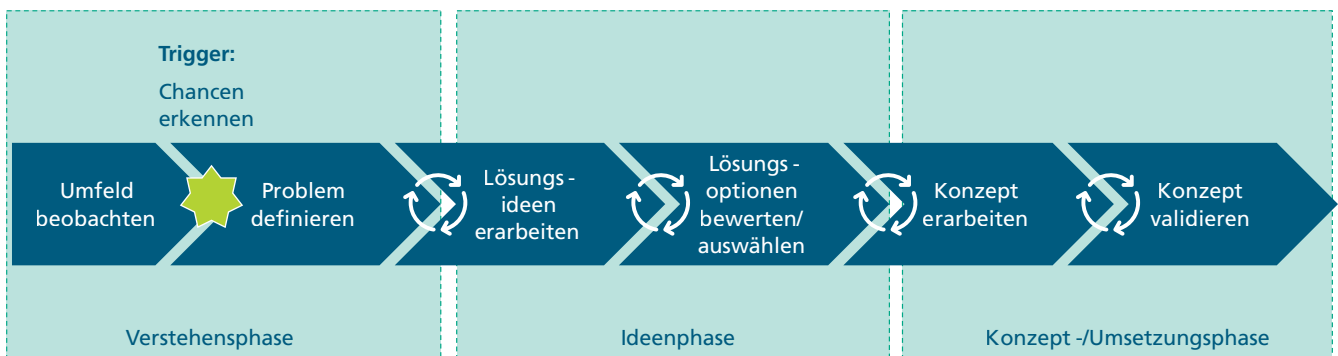 Trigger:
Chancen
erkennen
Umfeld
beobachten
Problem
definieren
Lösungs -
ideen
erarbeiten
Lösungs -
optionen
bewerten/
auswählen
Konzept
erarbeiten
Konzept
validieren
Verstehensphase
Ideenphase
Konzept -/Umsetzungsphase